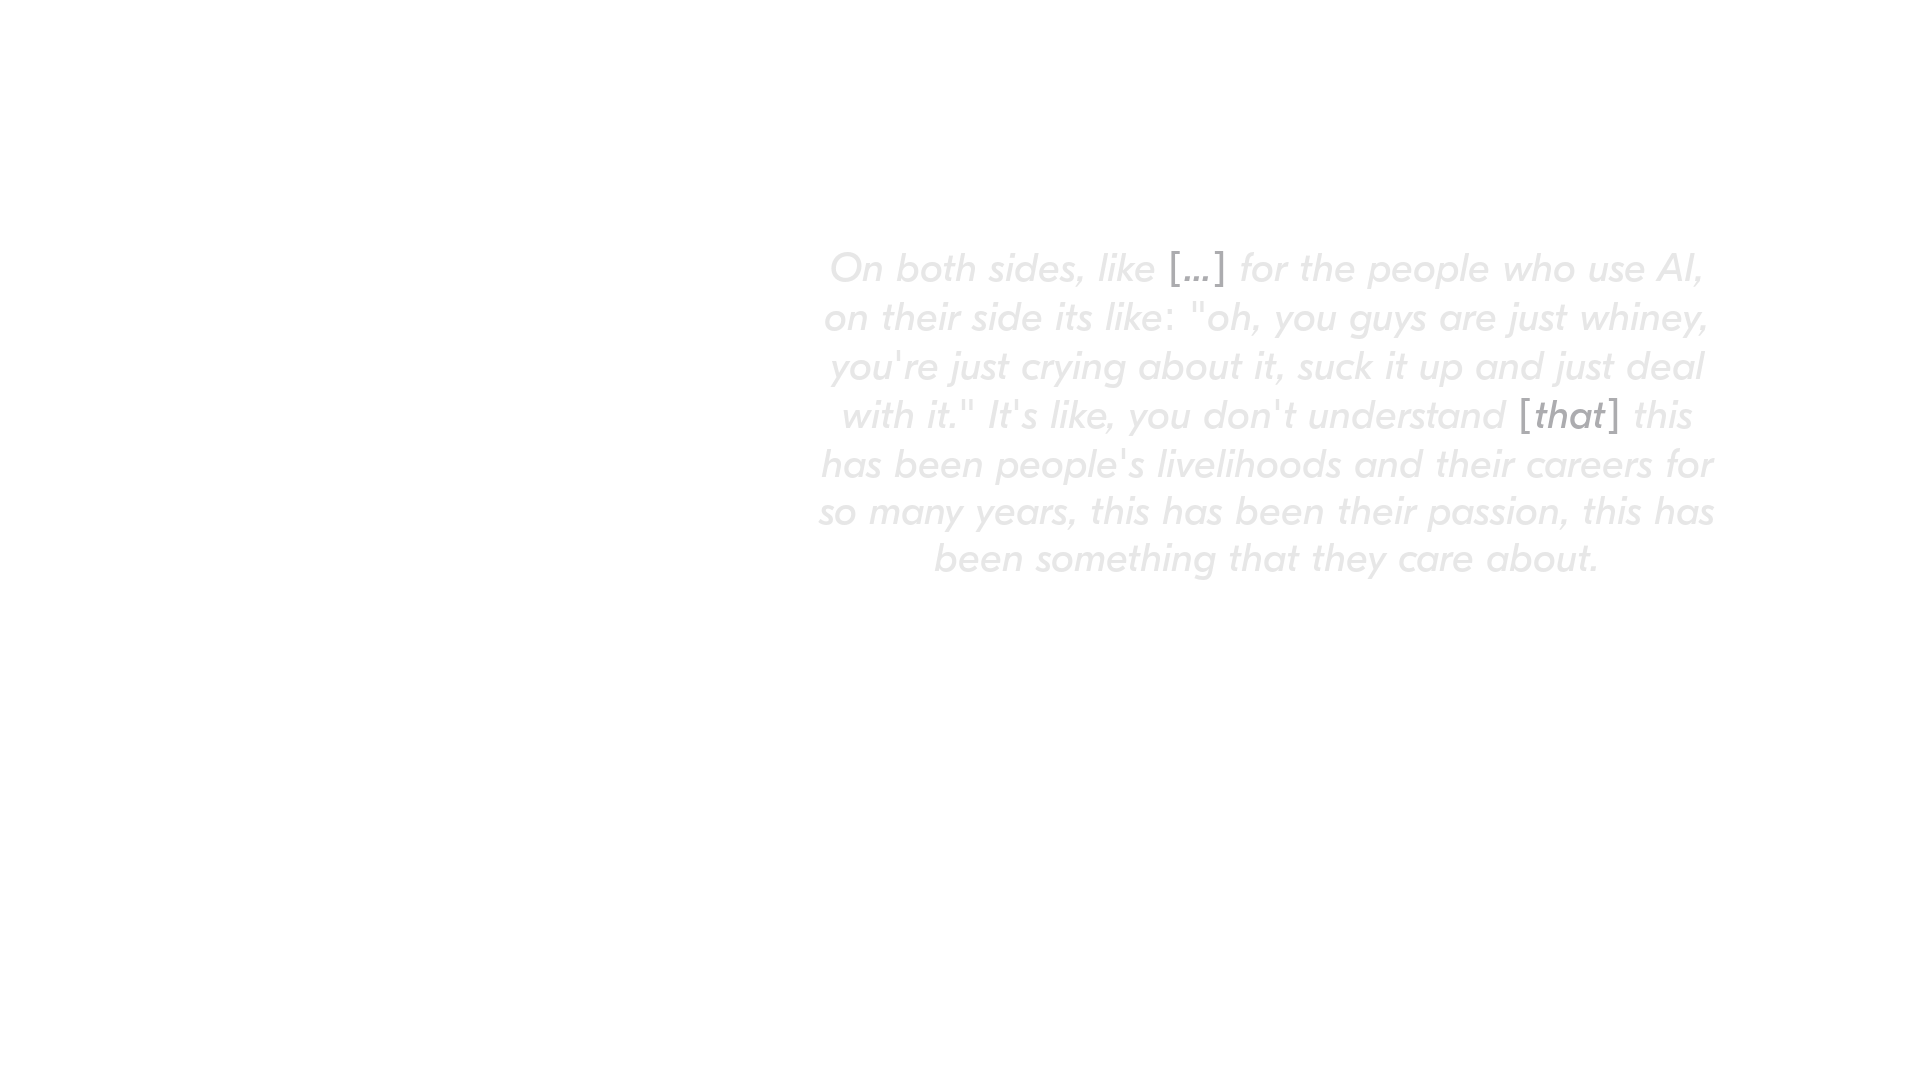 On both sides, like [...] for the people who use AI,
on their side its like: "oh, you guys are just whiney,
you're just crying about it, suck it up and just deal
with it." It's like, you don't understand [that] this
has been people's livelihoods and their careers for
so many years, this has been their passion, this has
been something that they care about.